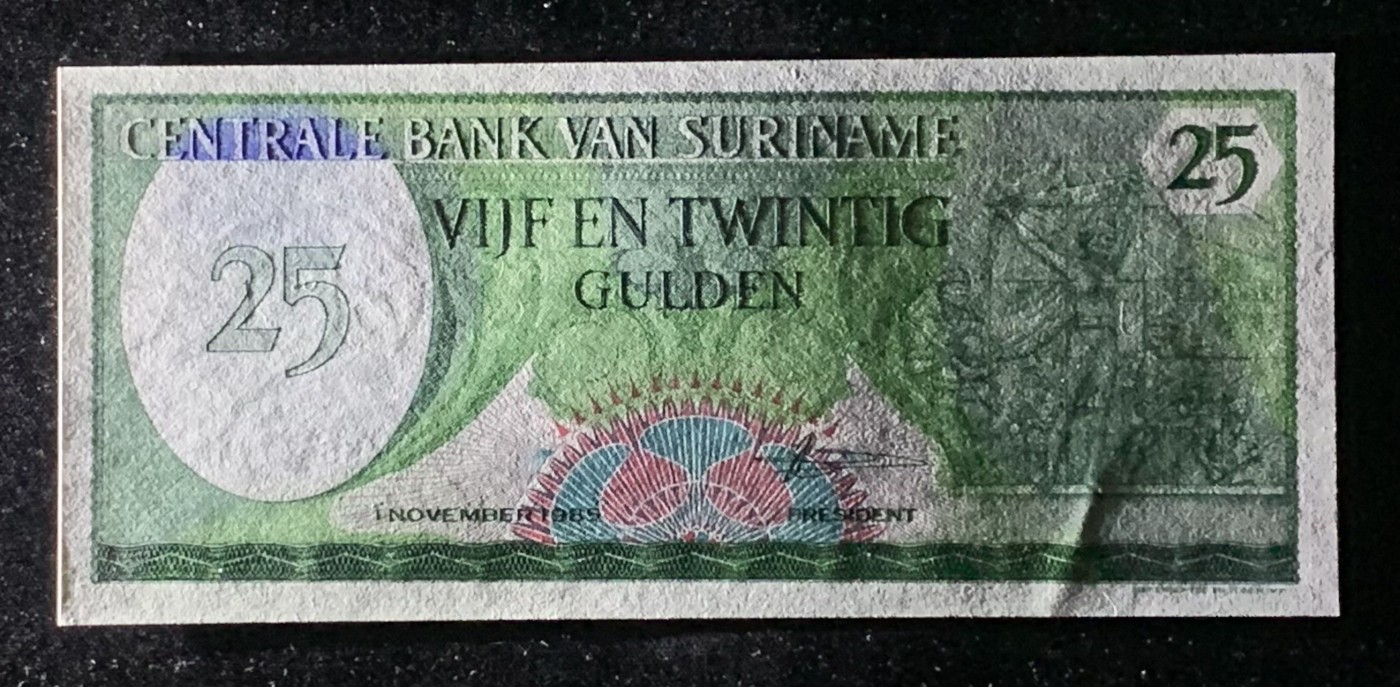 CENTRALE BANK VAN SURINAME
25
VIJF EN TWINTIG
GULDEN
25
1 NOVEMBER 1985
PRESIDENT